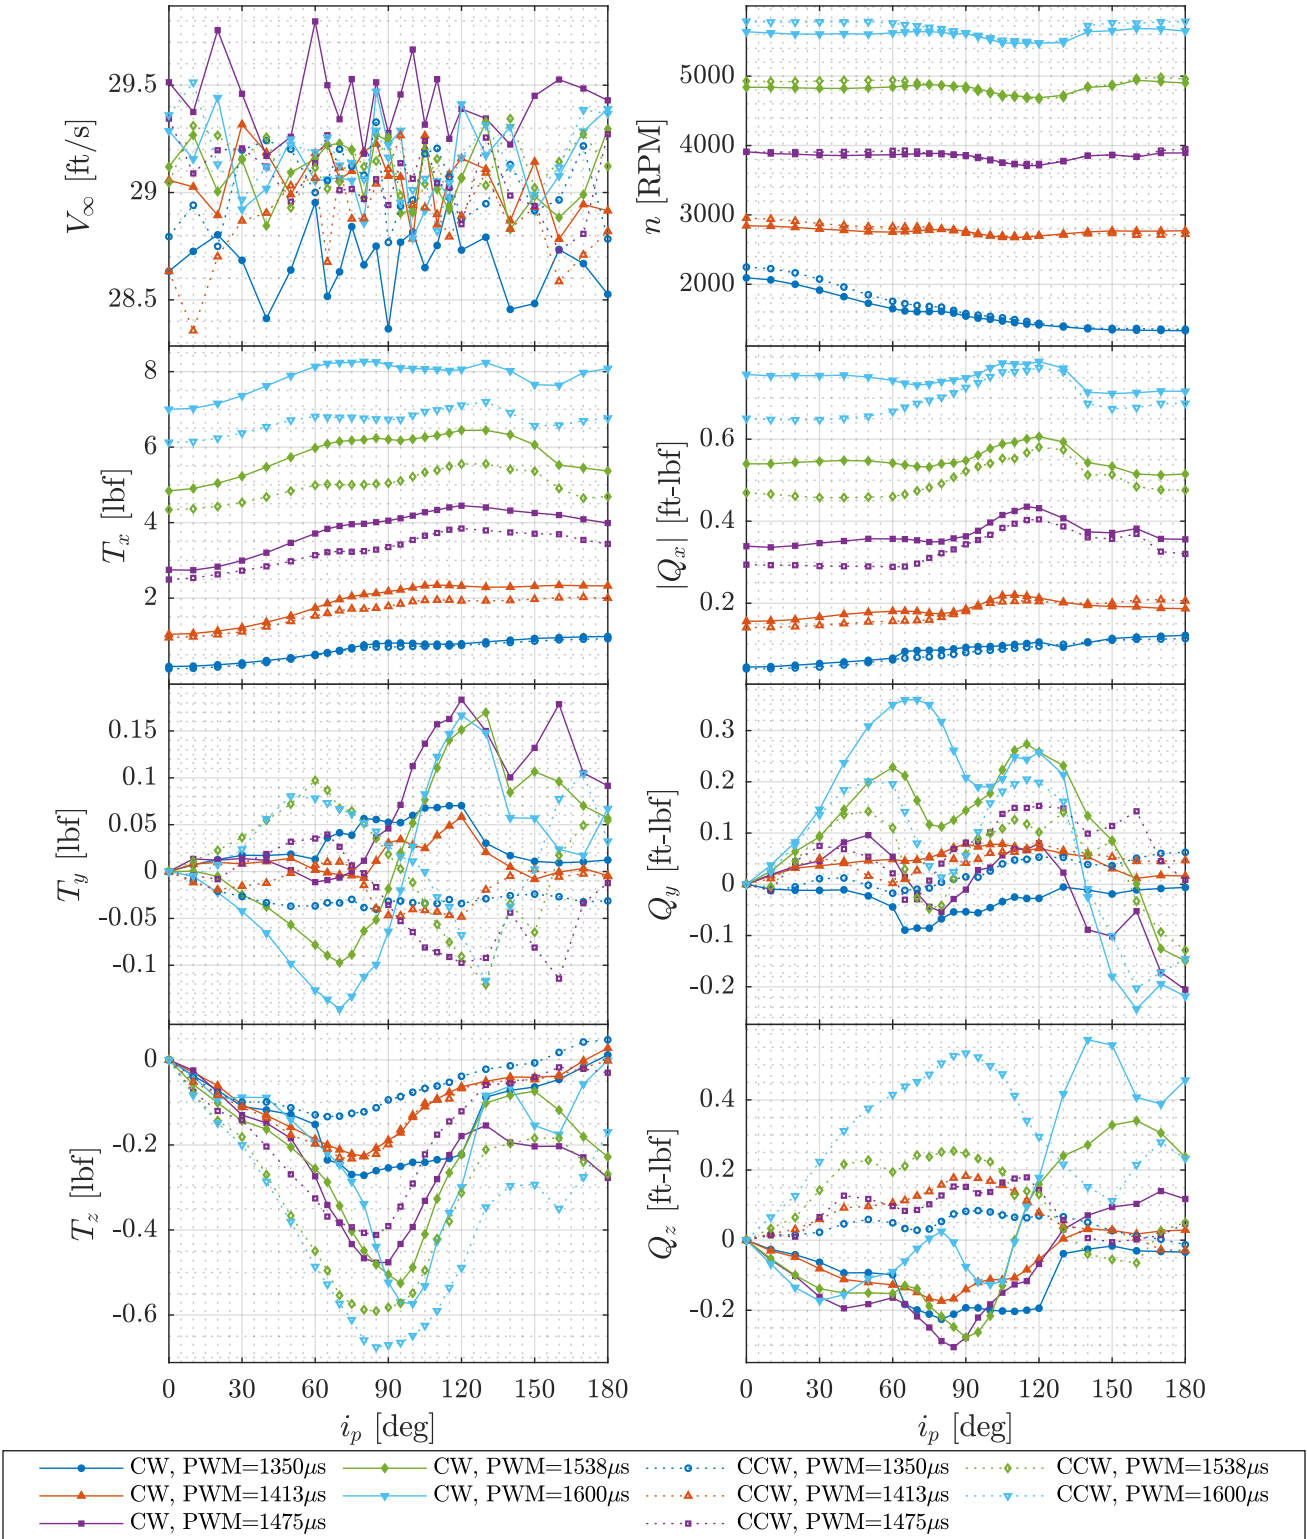 29.5
29
28.5
V∞ [ft/s]
5000
4000
3000
2000
n [RPM]
8
6
4
2
Tx [lbf]
0.6
0.4
0.2
|Qx| [ft-lbf]
0.15
0.1
0.05
0
-0.05
-0.1
Ty [lbf]
0.3
0.2
0.1
0
-0.1
-0.2
Qy [ft-lbf]
0
-0.2
-0.4
-0.6
Tz [lbf]
0.4
0.2
0
-0.2
Qz [ft-lbf]
0 30 60 90 120 150 180
0 30 60 90 120 150 180
ip [deg]
ip [deg]
CW, PWM=1350μs CW, PWM=1538μs CCW, PWM=1350μs CCW, PWM=1538μs
CW, PWM=1413μs CW, PWM=1600μs CCW, PWM=1413μs CCW, PWM=1600μs
CW, PWM=1475μs CCW, PWM=1475μs